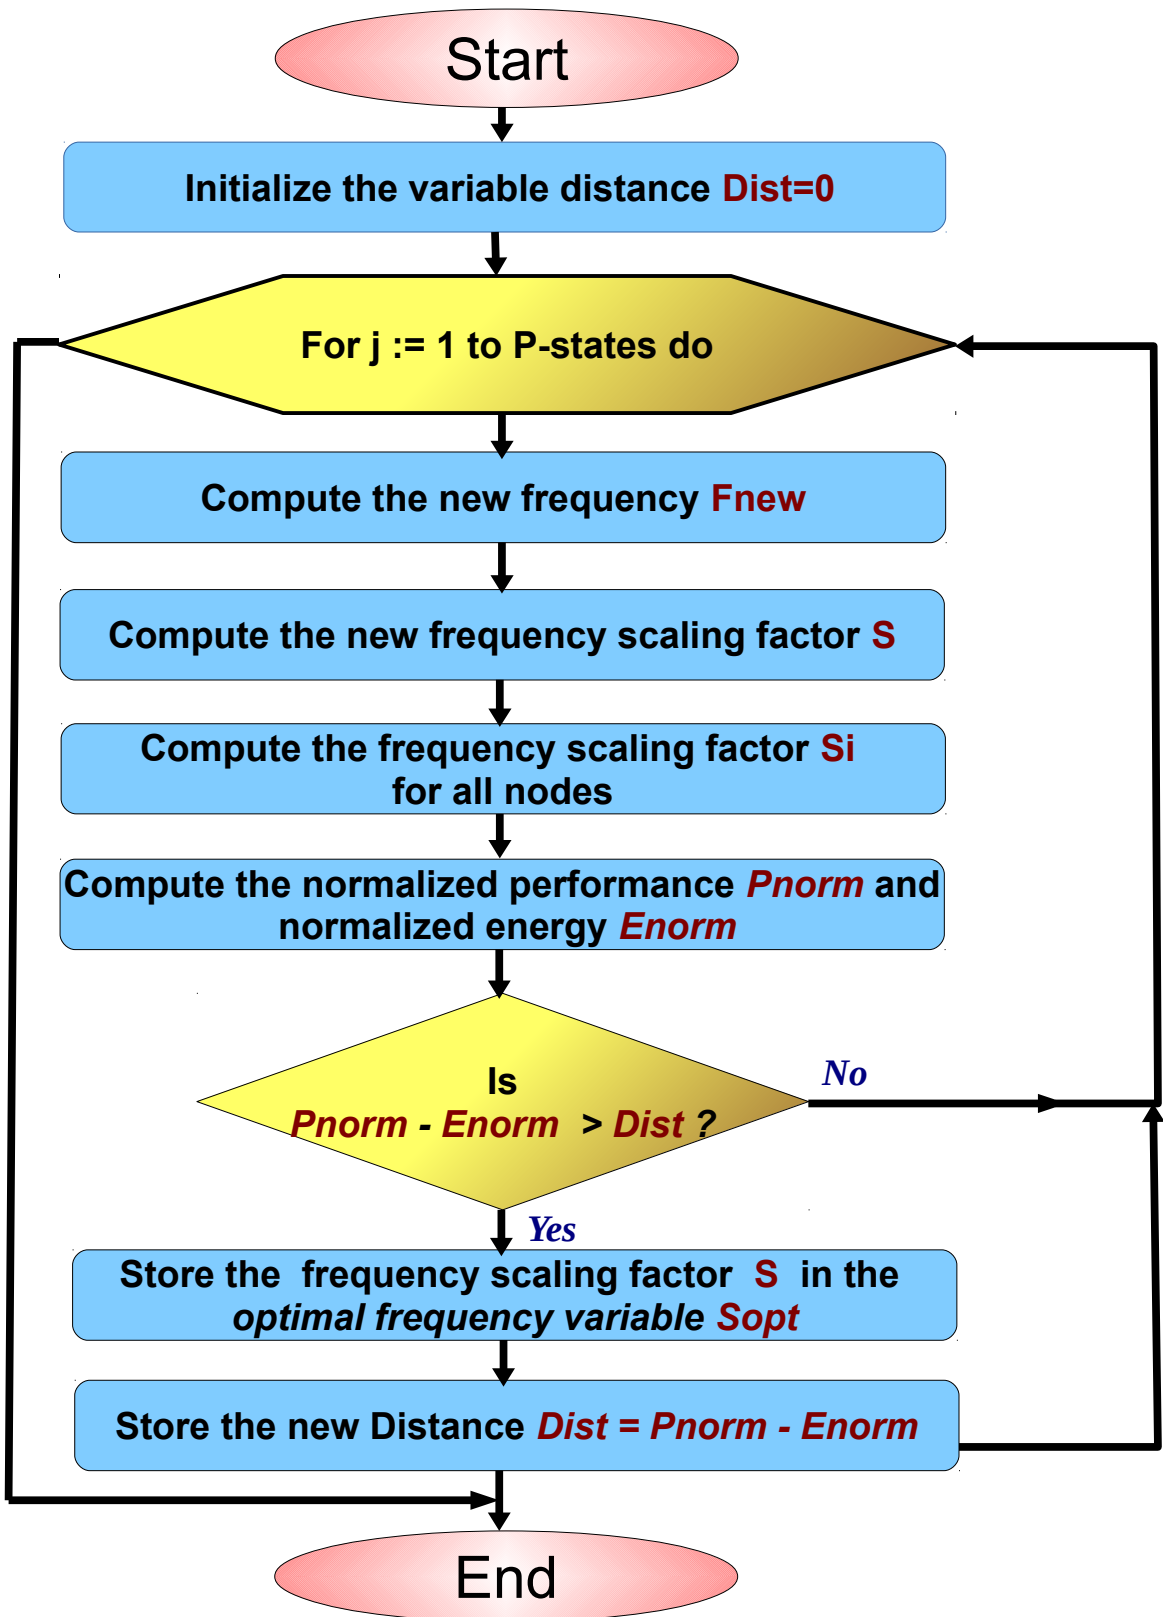 Start
Initialize the variable distance Dist=0
For j := 1 to P-states do
Compute the new frequency Fnew
Compute the new frequency scaling factor S
Compute the frequency scaling factor Si
for all nodes
Compute the normalized performance Pnorm and
normalized energy Enorm
Is
Pnorm - Enorm > Dist ?
No
Yes
Store the frequency scaling factor S in the
optimal frequency variable Sopt
Store the new Distance Dist = Pnorm - Enorm
End